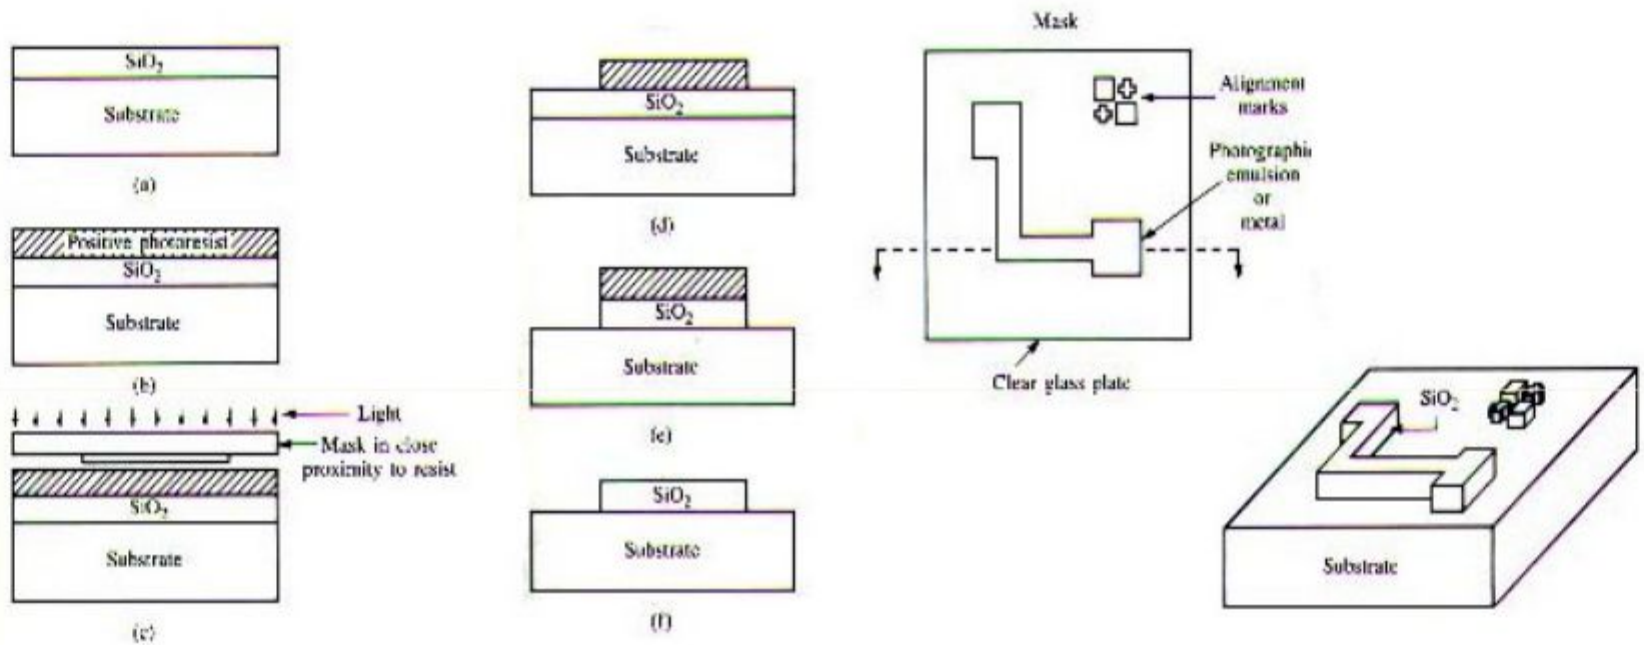 SiO₂
Substrate
(a)
Positive photoresist
SiO₂
Substrate
(b)
Light
Mask in close
proximity to resist
SiO₂
Substrate
(c)
SiO₂
Substrate
(d)
SiO₂
Substrate
(e)
SiO₂
Substrate
(f)
Mask
Alignment
marks
Photographic
emulsion
or
metal
Clear glass plate
SiO₂
Substrate